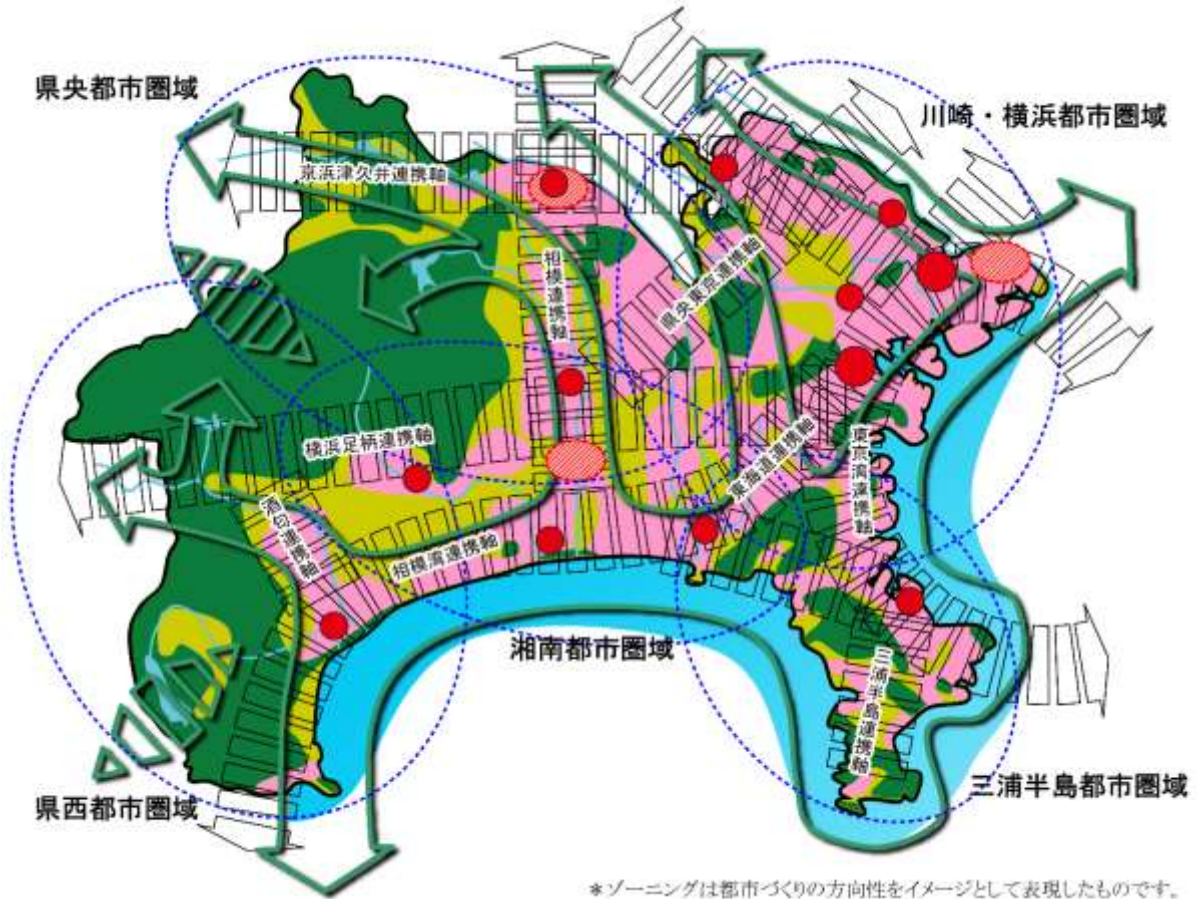 県央都市圏域
川崎・横浜都市圏域
京浜津久井連携軸
相模連携軸
県央東京連携軸
横浜足柄連携軸
東海道連携軸
東京湾連携軸
酒匂連携軸
相模湾連携軸
湘南都市圏域
三浦半島連携軸
県西都市圏域
三浦半島都市圏域
*ゾーニングは都市づくりの方向性をイメージとして表現したものです。